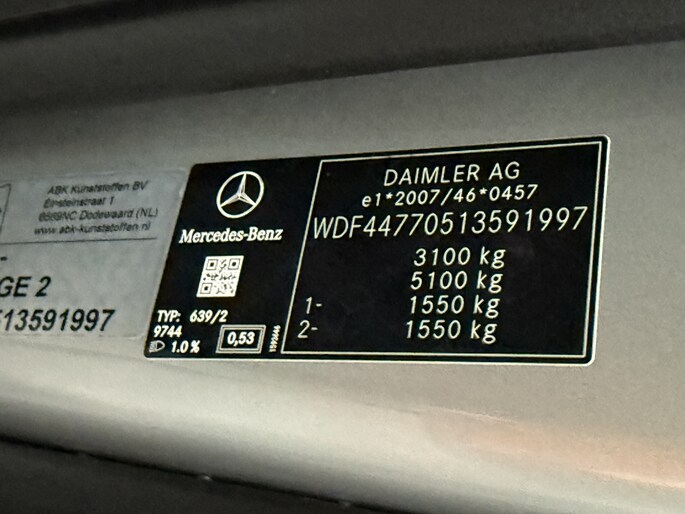 ABK Kunststoffen BV
Einsteinstraat 1
6669NC Dodewaard (NL)
www.abk-kunststoffen.nl
GE 2
513591997
Mercedes-Benz
TYP: 639/2
9744
1.0 %
0,53
DAIMLER AG
e1*2007/46*0457
WDF44770513591997
3100 kg
5100 kg
1- 1550 kg
2- 1550 kg